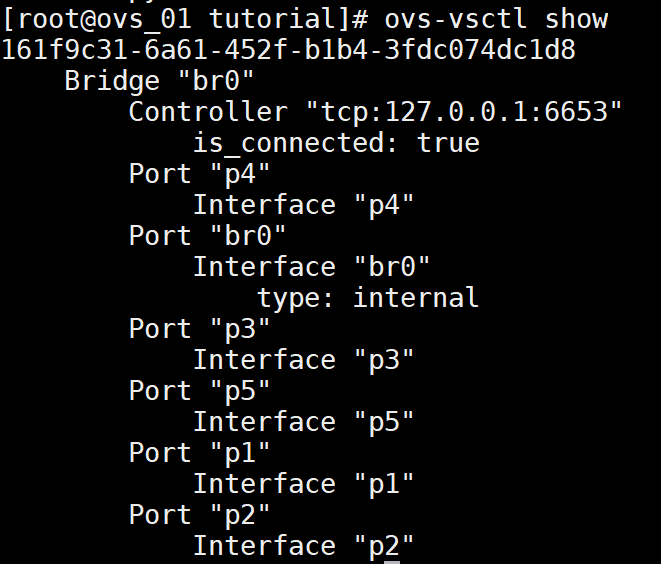 [root@ovs_01 tutorial]# ovs-vsctl show
161f9c31-6a61-452f-b1b4-3fdc074dc1d8
    Bridge "br0"
        Controller "tcp:127.0.0.1:6653"
            is_connected: true
        Port "p4"
            Interface "p4"
        Port "br0"
            Interface "br0"
                type: internal
        Port "p3"
            Interface "p3"
        Port "p5"
            Interface "p5"
        Port "p1"
            Interface "p1"
        Port "p2"
            Interface "p2"